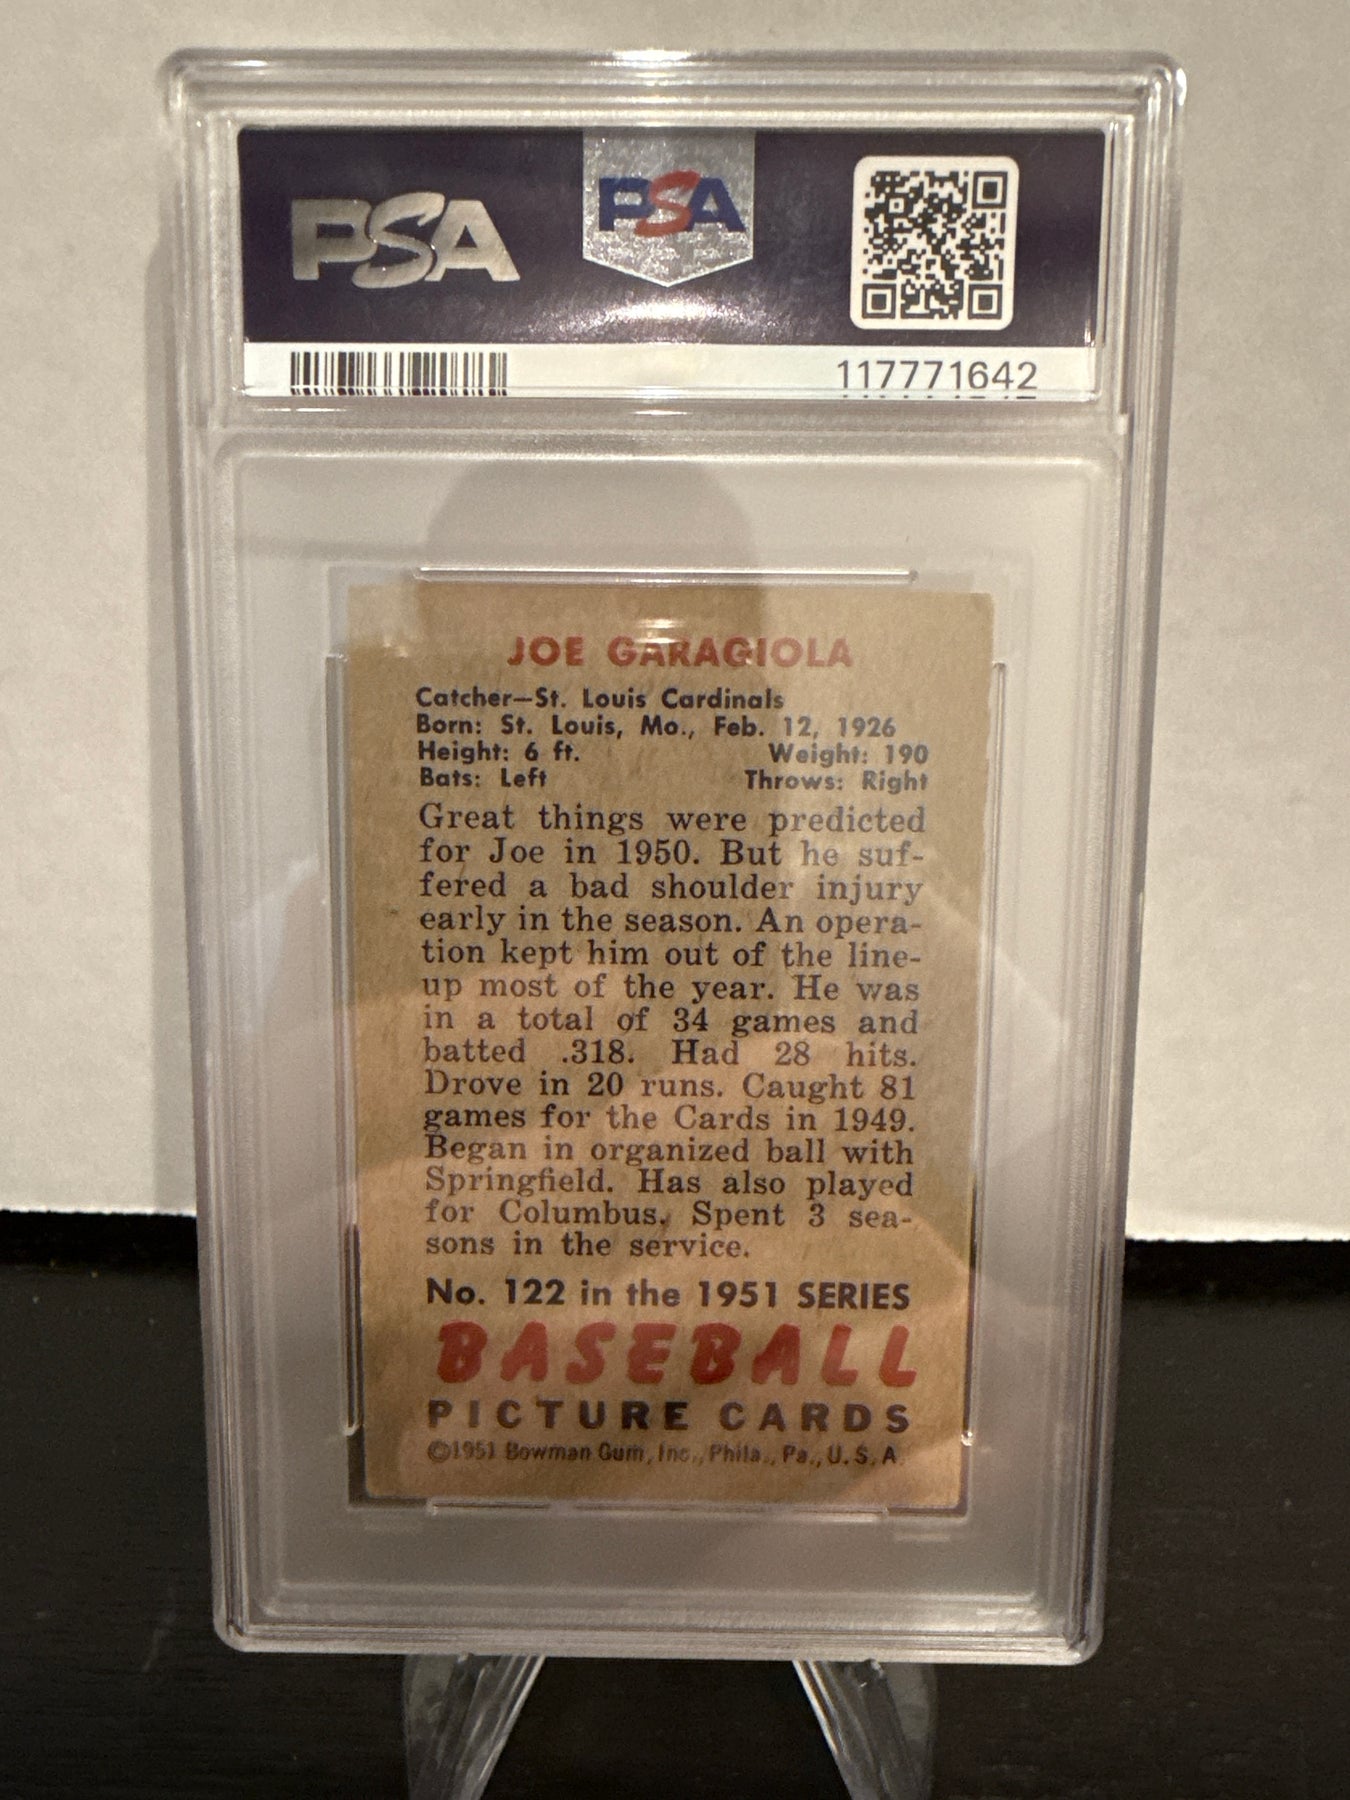 PSA
PSA
117771642
JOE GARAGIOLA
Catcher—St. Louis Cardinals
Born: St. Louis, Mo., Feb. 12, 1926
Height: 6 ft. Weight: 190
Bats: Left Throws: Right
Great things were predicted
for Joe in 1950. But he suf-
fered a bad shoulder injury
early in the season. An opera-
tion kept him out of the line-
up most of the year. He was
in a total of 34 games and
batted .318. Had 28 hits.
Drove in 20 runs. Caught 81
games for the Cards in 1949.
Began in organized ball with
Springfield. Has also played
for Columbus. Spent 3 sea-
sons in the service.
No. 122 in the 1951 SERIES
BASEBALL
PICTURE CARDS
©1951 Bowman Gum, Inc., Phila., Pa., U.S.A.